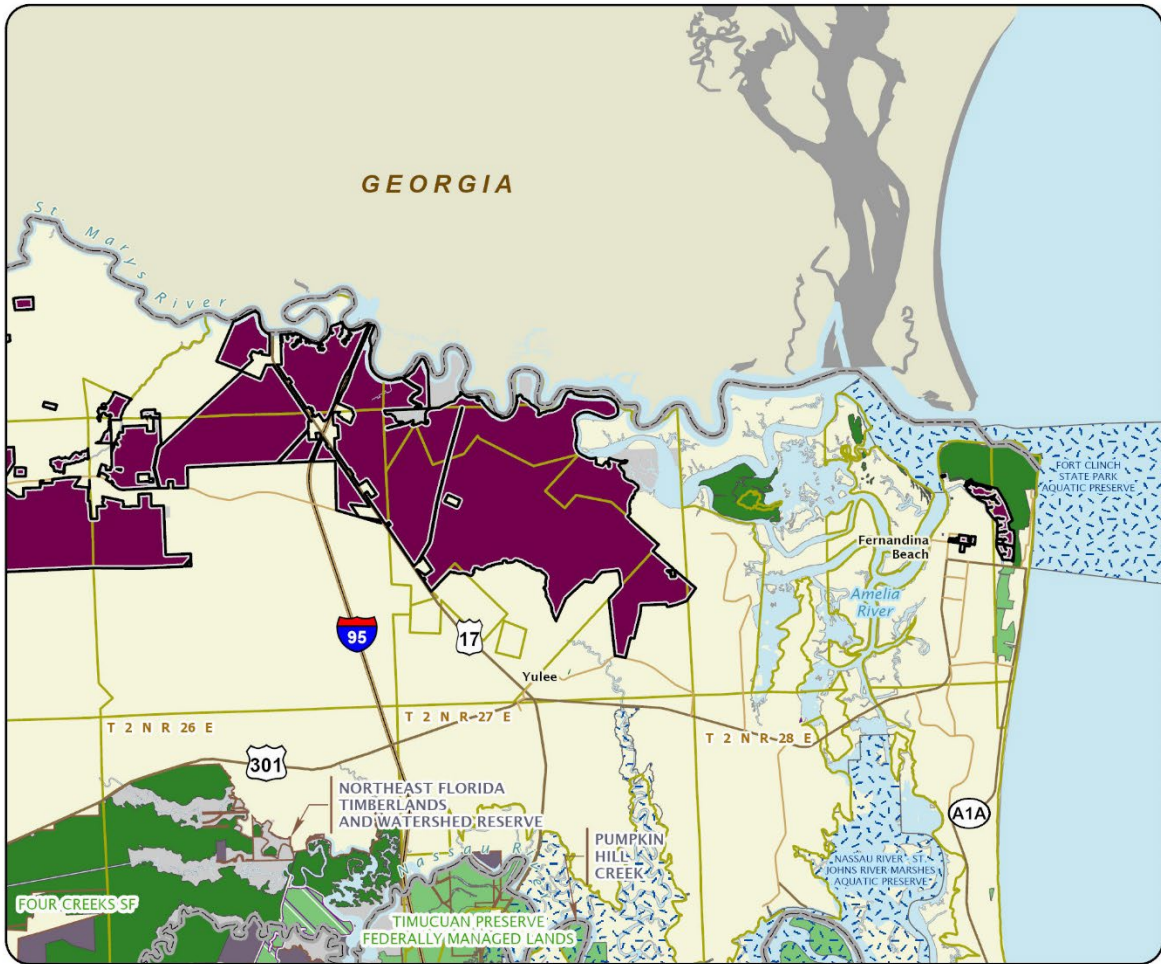 GEORGIA
St. Marys River
FORT CLINCH
STATE PARK
AQUATIC PRESERVE
Fernandina
Beach
Amelia
River
95
17
Yulee
T 2 N R 26 E
T 2 N R 27 E
T 2 N R 28 E
301
NORTHEAST FLORIDA
TIMBERLANDS
AND WATERSHED RESERVE
A1A
PUMPKIN
HILL
CREEK
Nassau R.
NASSAU RIVER - ST.
JOHNS RIVER MARSHES
AQUATIC PRESERVE
FOUR CREEKS SF
TIMUCUAN PRESERVE
FEDERALLY MANAGED LANDS